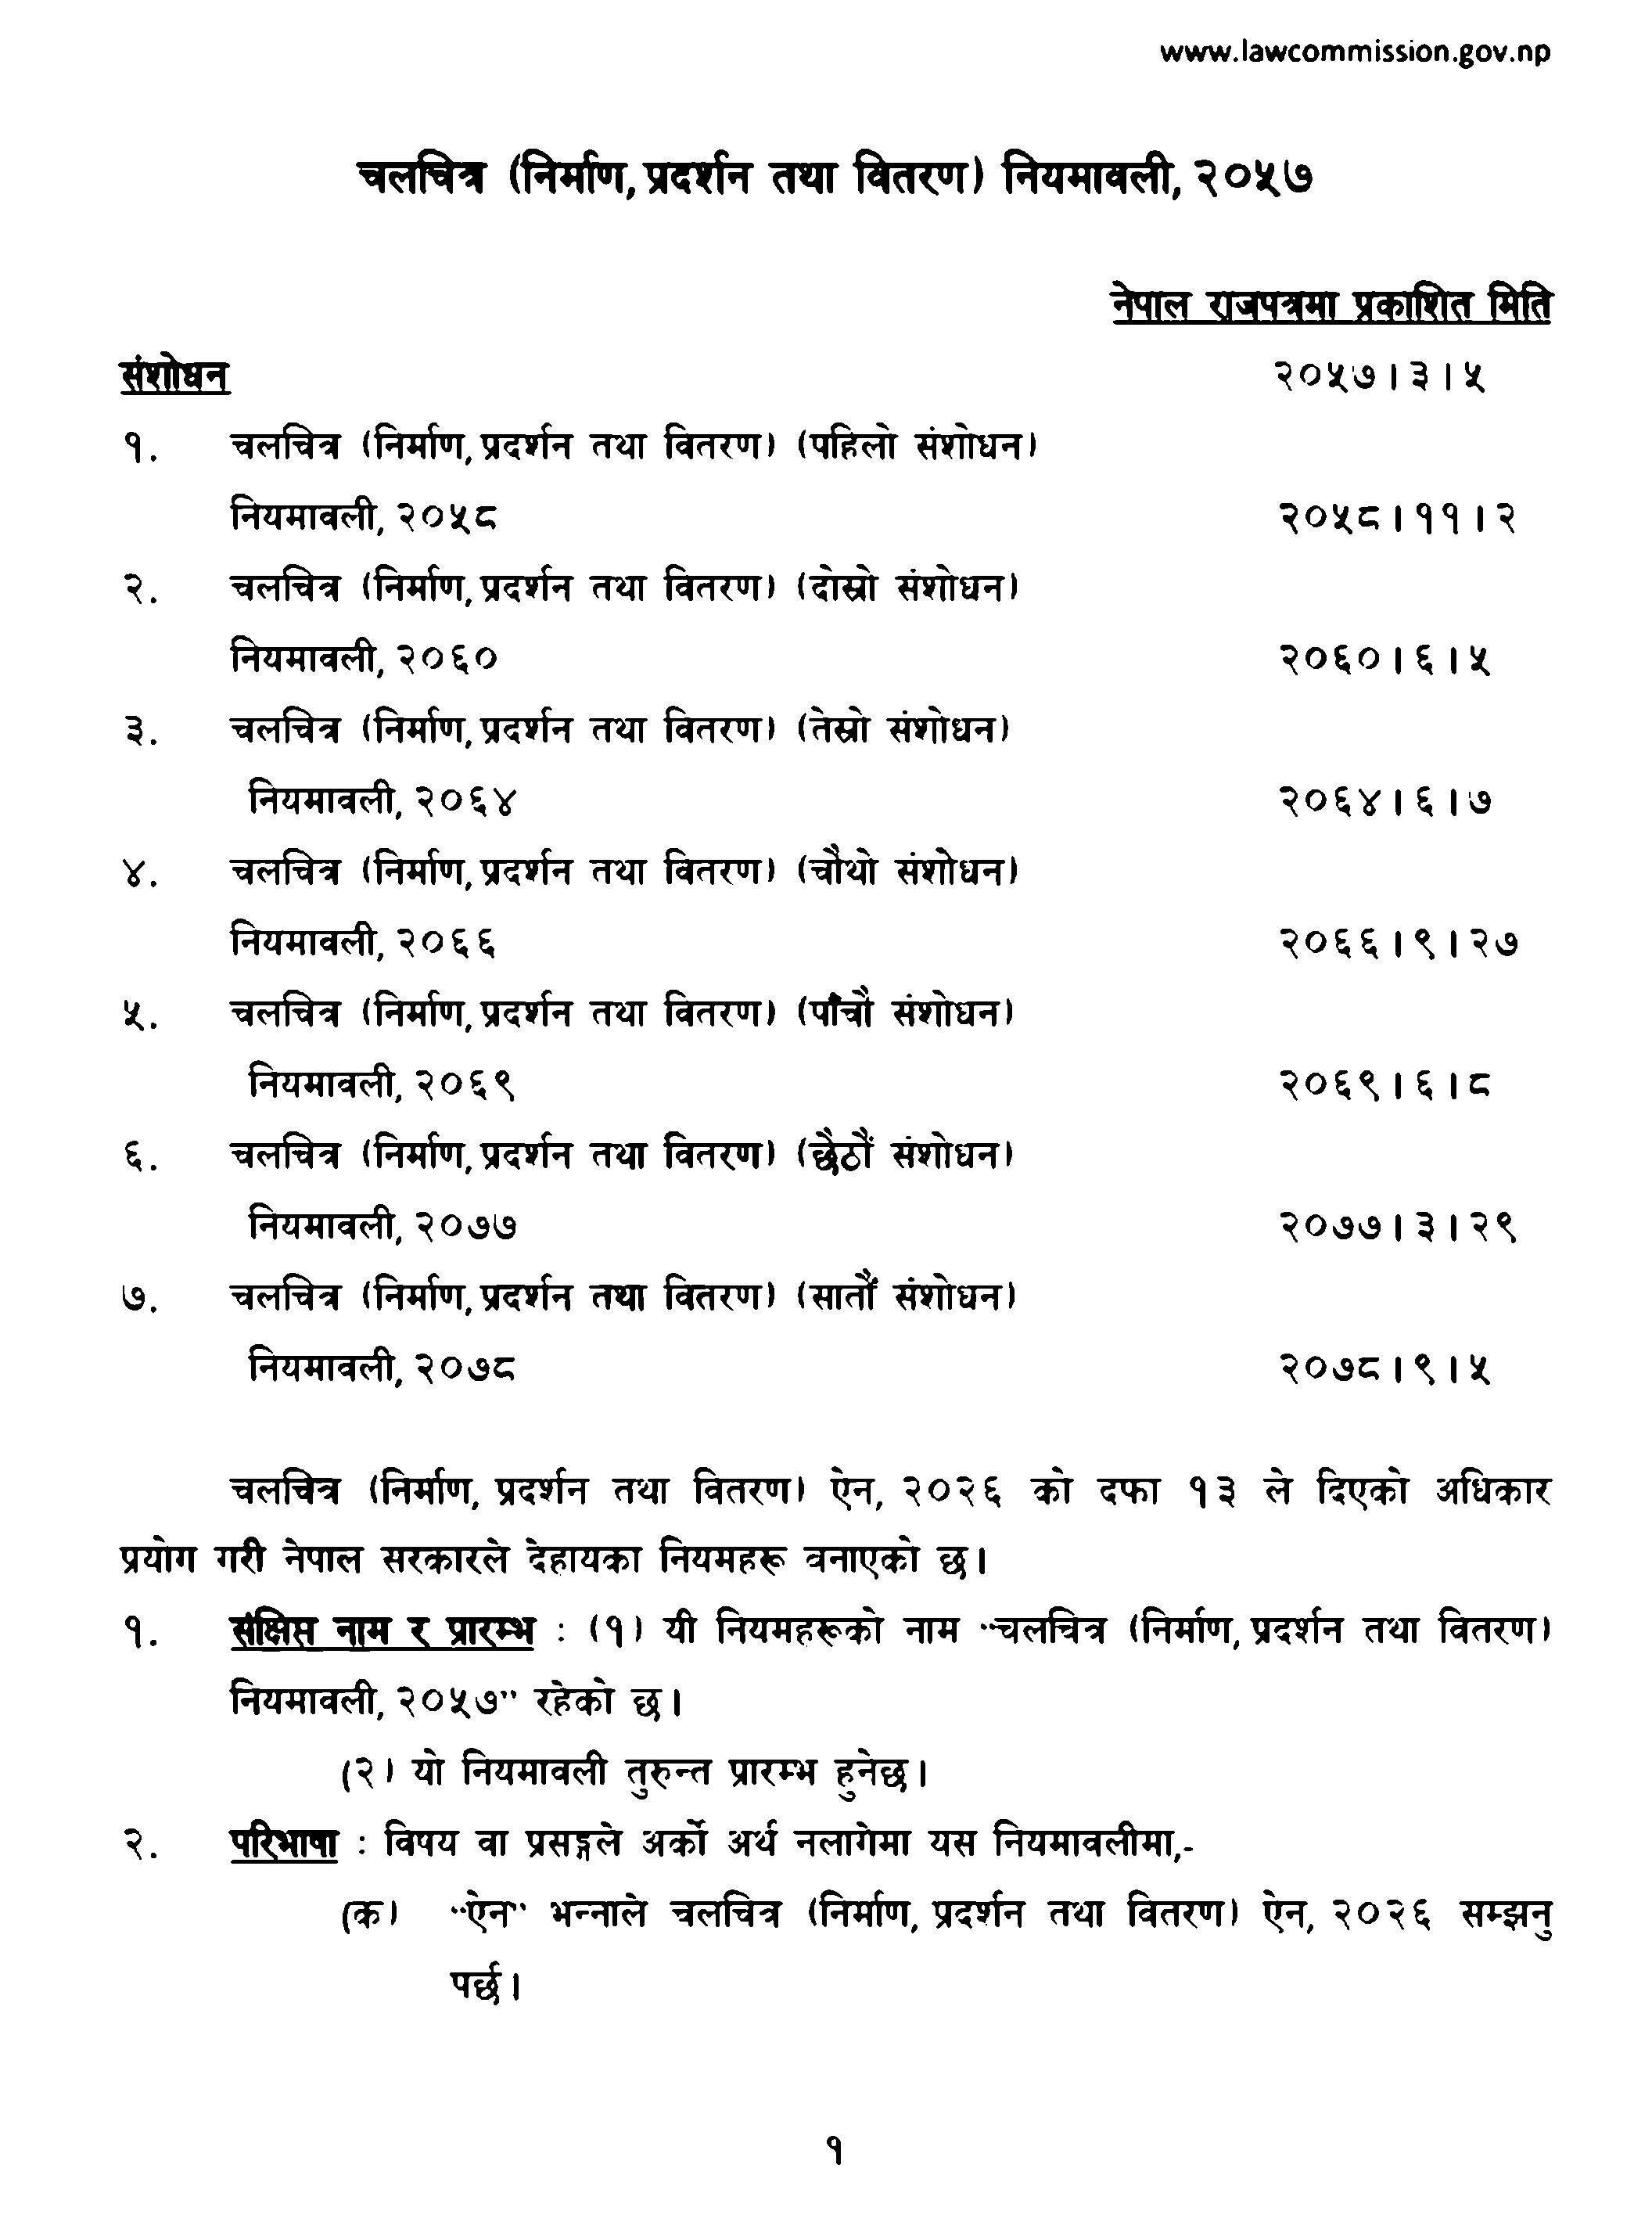 www.lawcommission.gov.np
चलचित्र (निर्माण, प्रदर्शन तथा वितरण) नियमावली, २०५७
नेपाल राजपत्रमा प्रकाशित मिति
संशोधन २०५७।३।५
१. चलचित्र (निर्माण, प्रदर्शन तथा वितरण) (पहिलो संशोधन)
नियमावली, २०५८ २०५८।११।२
२. चलचित्र (निर्माण, प्रदर्शन तथा वितरण) (दोस्रो संशोधन)
नियमावली, २०६० २०६०।६।५
३. चलचित्र (निर्माण, प्रदर्शन तथा वितरण) (तेस्रो संशोधन)
नियमावली, २०६४ २०६४।६।७
४. चलचित्र (निर्माण, प्रदर्शन तथा वितरण) (चौथो संशोधन)
नियमावली, २०६६ २०६६।९।२७
५. चलचित्र (निर्माण, प्रदर्शन तथा वितरण) (पाँचौ संशोधन)
नियमावली, २०६९ २०६९।६।८
६. चलचित्र (निर्माण, प्रदर्शन तथा वितरण) (छैठौं संशोधन)
नियमावली, २०७७ २०७७।३।२९
७. चलचित्र (निर्माण, प्रदर्शन तथा वितरण) (सातौं संशोधन)
नियमावली, २०७८ २०७८।९।५
चलचित्र (निर्माण, प्रदर्शन तथा वितरण) ऐन, २०२६ को दफा १३ ले दिएको अधिकार
प्रयोग गरी नेपाल सरकारले देहायका नियमहरू बनाएको छ।
१. संक्षिप्त नाम र प्रारम्भ : (१) यी नियमहरूको नाम "चलचित्र (निर्माण, प्रदर्शन तथा वितरण)
नियमावली, २०५७" रहेको छ।
(२) यो नियमावली तुरुन्त प्रारम्भ हुनेछ।
२. परिभाषा : विषय वा प्रसङ्गले अर्को अर्थ नलागेमा यस नियमावलीमा,-
(क) "ऐन" भन्नाले चलचित्र (निर्माण, प्रदर्शन तथा वितरण) ऐन, २०२६ सम्झनु
पर्छ।
१